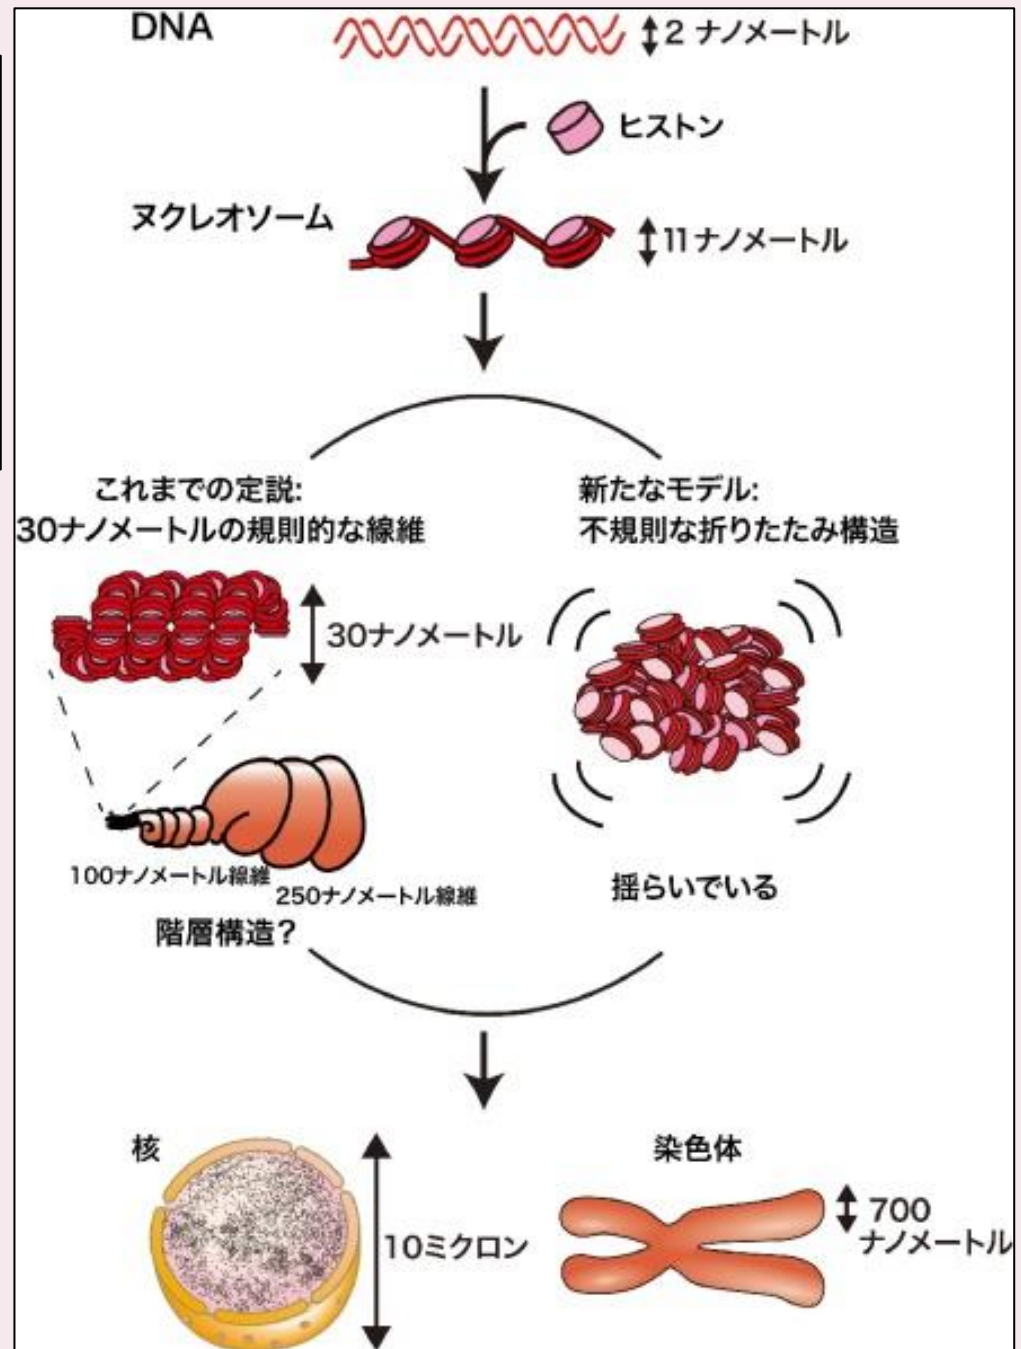 DNA
2 ナノメートル
ヒストン
ヌクレオソーム
11ナノメートル
これまでの定説:
30ナノメートルの規則的な線維
新たなモデル:
不規則な折りたたみ構造
30ナノメートル
100ナノメートル線維
250ナノメートル線維
階層構造?
揺らいでいる
核
10ミクロン
染色体
700
ナノメートル